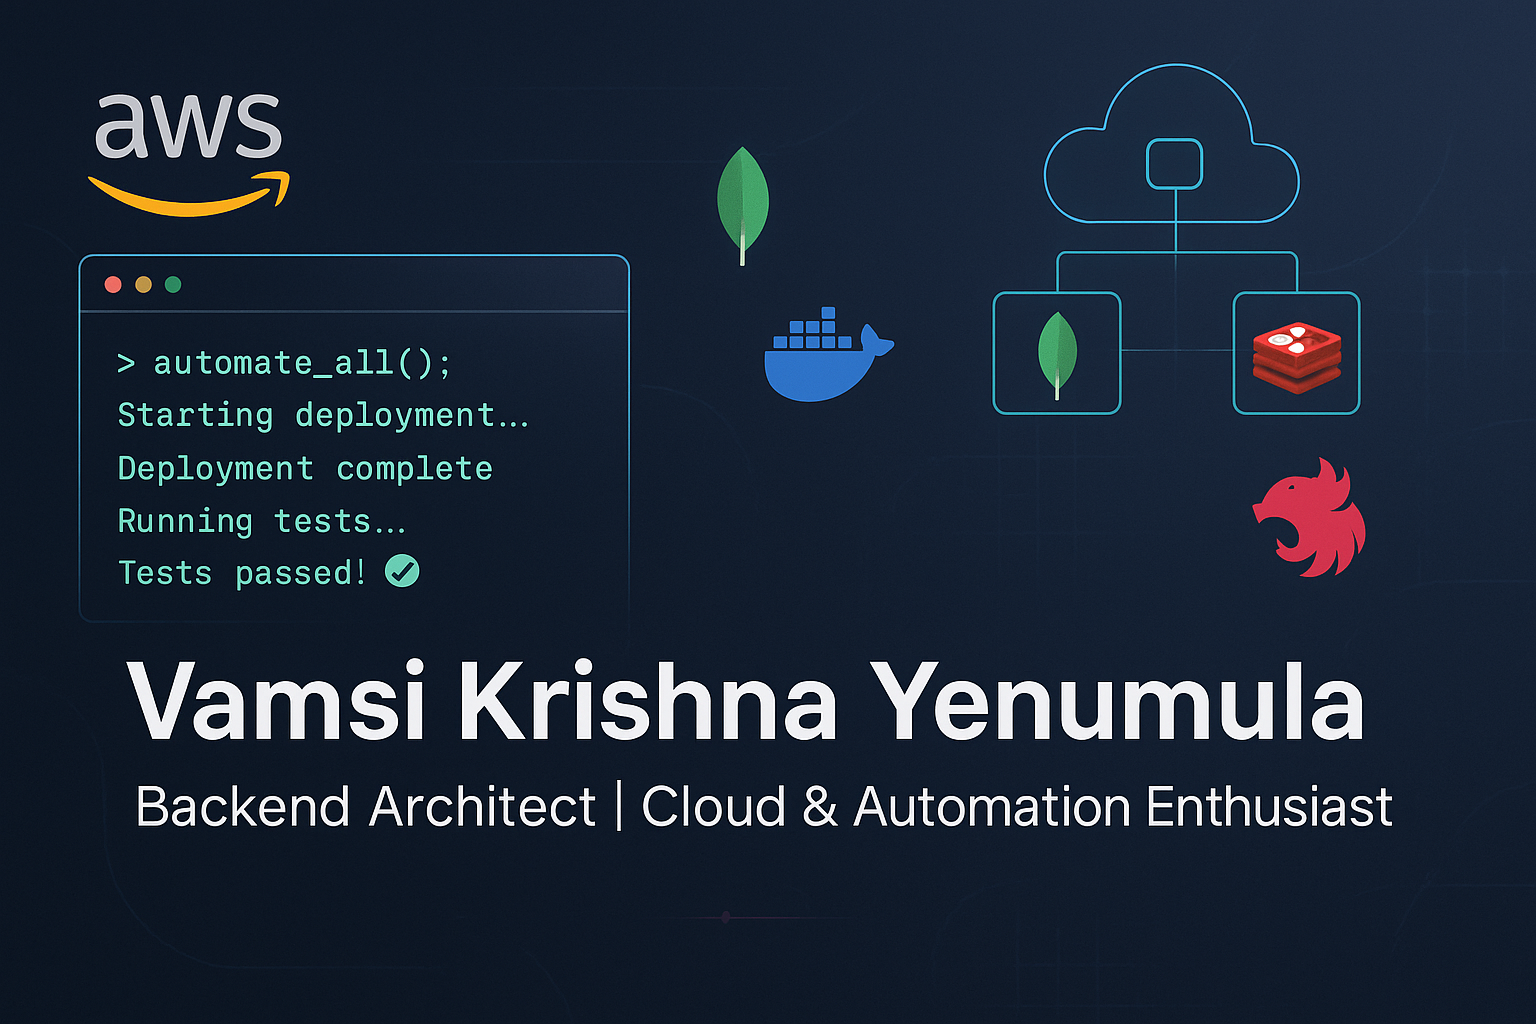 aws
> automate_all();
Starting deployment...
Deployment complete
Running tests...
Tests passed!
Vamsi Krishna Yenumula
Backend Architect | Cloud & Automation Enthusiast